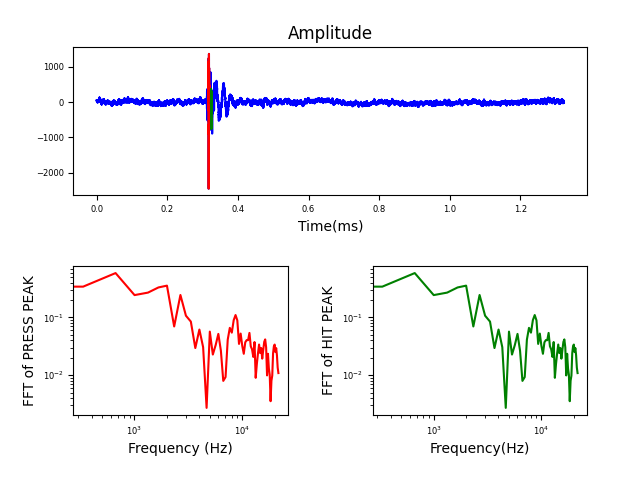 Amplitude
1000
0
−1000
−2000
0.0 0.2 0.4 0.6 0.8 1.0 1.2
Time(ms)
FFT of PRESS PEAK
10⁻¹
10⁻²
10³ 10⁴
Frequency (Hz)
FFT of HIT PEAK
10⁻¹
10⁻²
10³ 10⁴
Frequency(Hz)